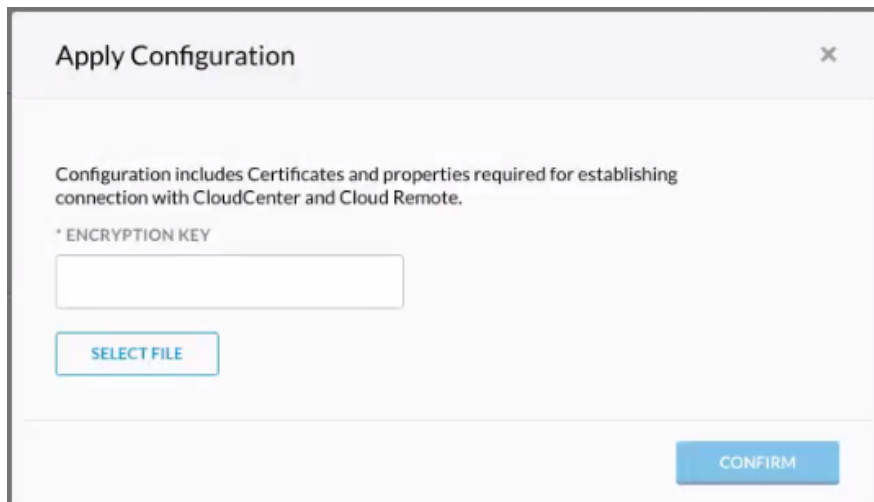 Apply Configuration
Configuration includes Certificates and properties required for establishing
connection with CloudCenter and Cloud Remote.
* ENCRYPTION KEY
SELECT FILE
CONFIRM